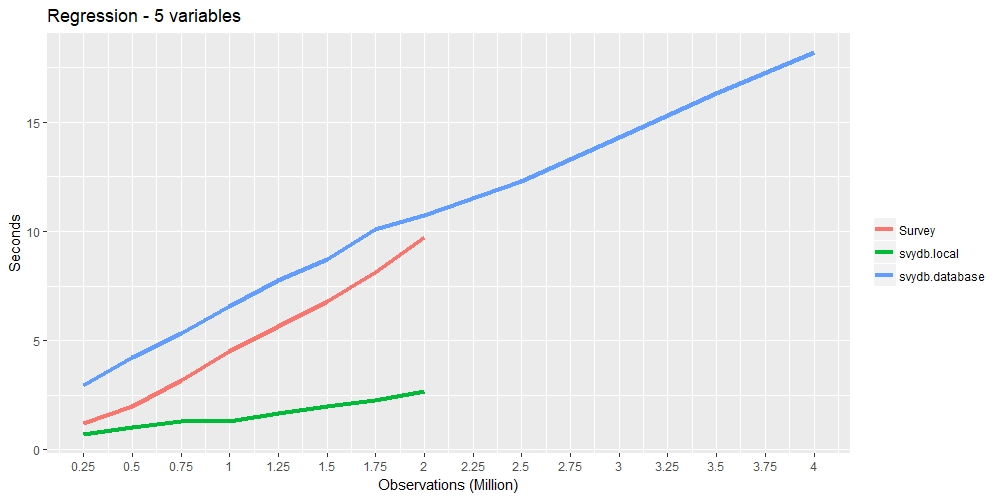 Regression - 5 variables
Seconds
15
10
5
0
0.25 0.5 0.75 1 1.25 1.5 1.75 2 2.25 2.5 2.75 3 3.25 3.5 3.75 4
Observations (Million)
Survey
svydb.local
svydb.database